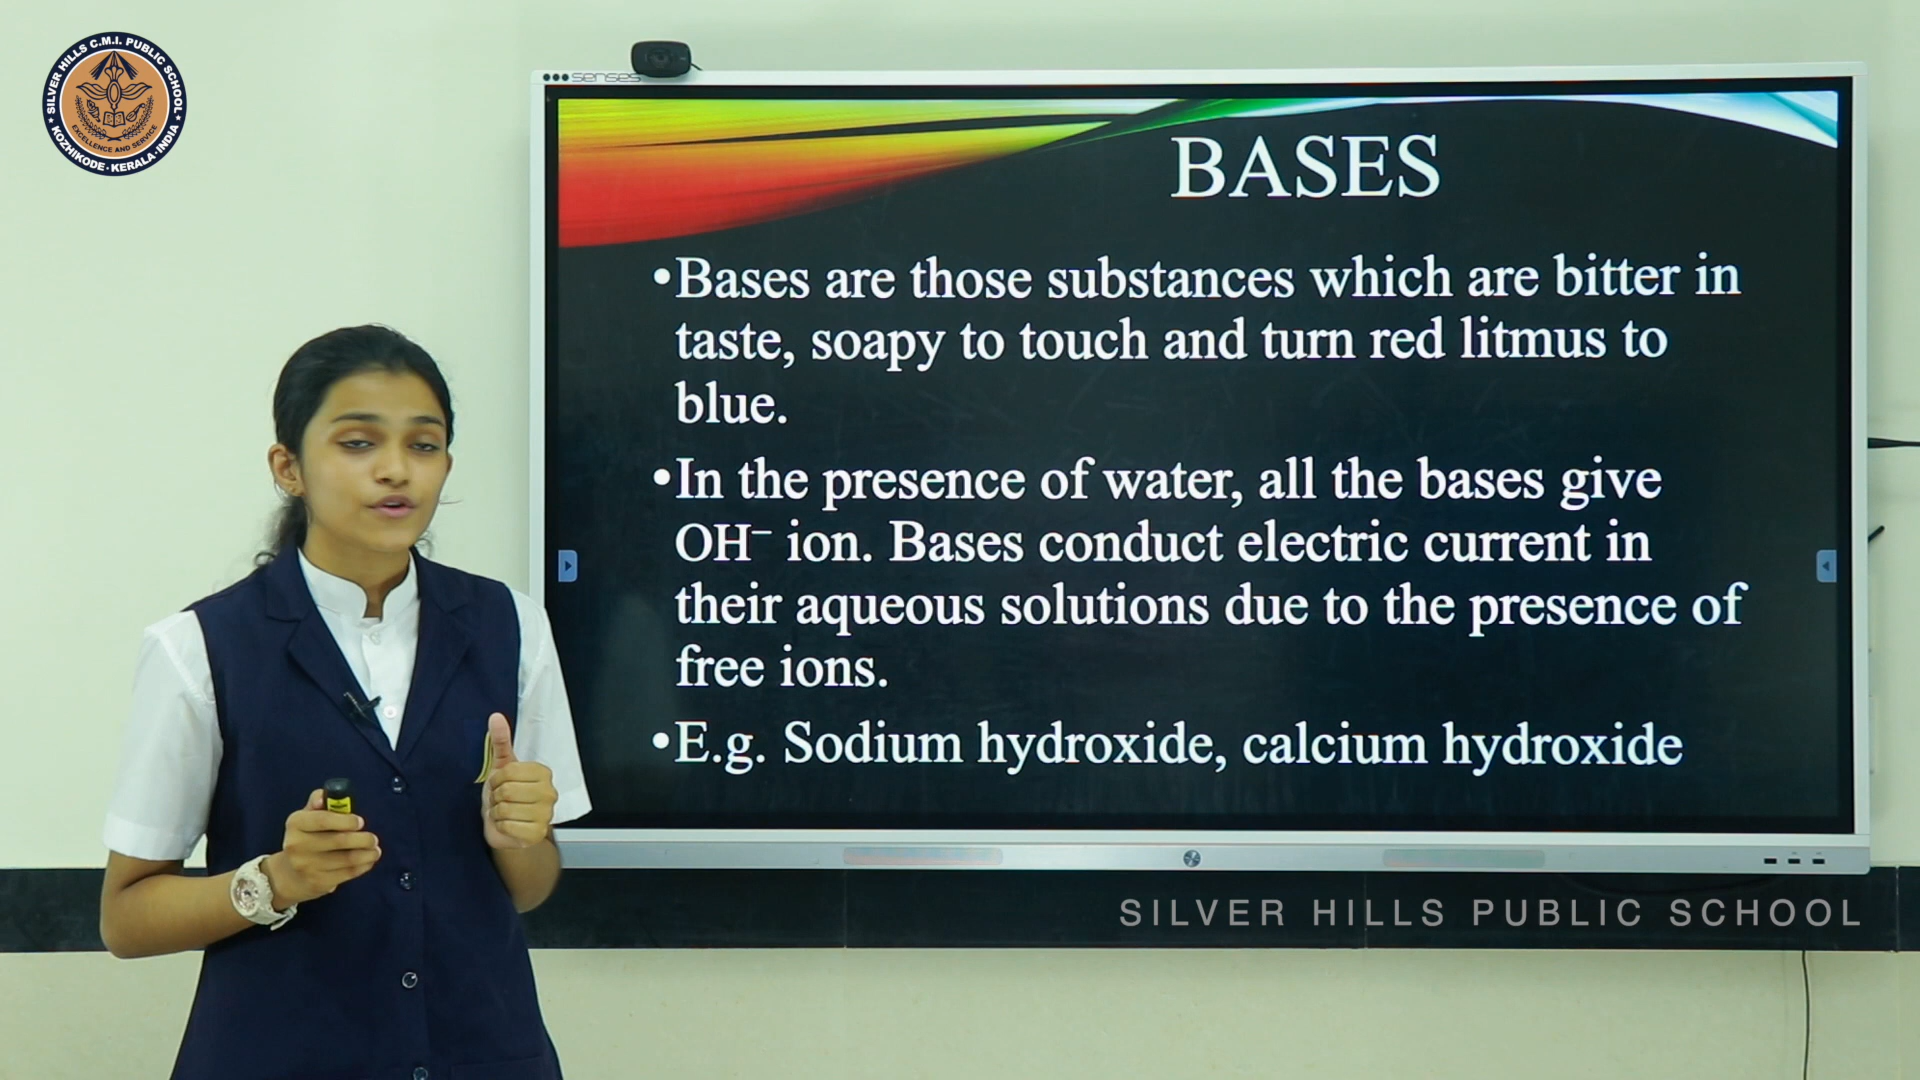 SILVER HILLS C.M.I. PUBLIC SCHOOL
EXCELLENCE AND SERVICE
KOZHIKODE · KERALA · INDIA
senses
BASES
•Bases are those substances which are bitter in
taste, soapy to touch and turn red litmus to
blue.
•In the presence of water, all the bases give
OH⁻ ion. Bases conduct electric current in
their aqueous solutions due to the presence of
free ions.
•E.g. Sodium hydroxide, calcium hydroxide
SILVER HILLS PUBLIC SCHOOL